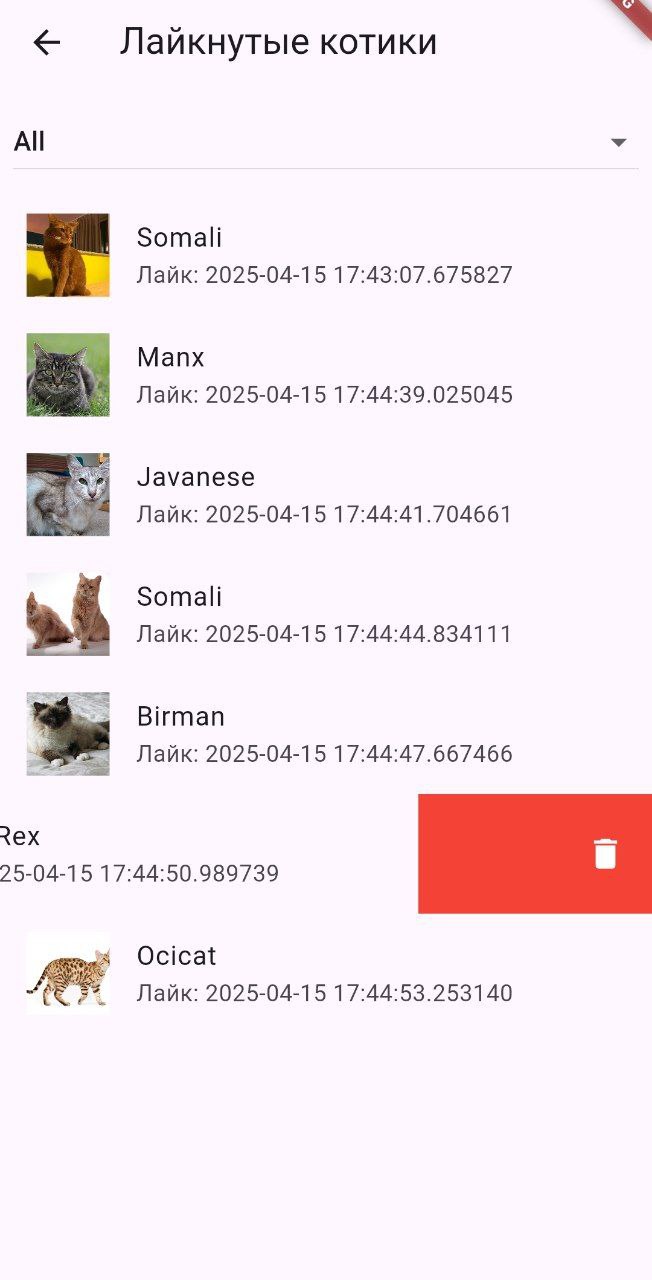 Лайкнутые котики
All
Somali
Лайк: 2025-04-15 17:43:07.675827
Manx
Лайк: 2025-04-15 17:44:39.025045
Javanese
Лайк: 2025-04-15 17:44:41.704661
Somali
Лайк: 2025-04-15 17:44:44.834111
Birman
Лайк: 2025-04-15 17:44:47.667466
Rex
25-04-15 17:44:50.989739
Ocicat
Лайк: 2025-04-15 17:44:53.253140